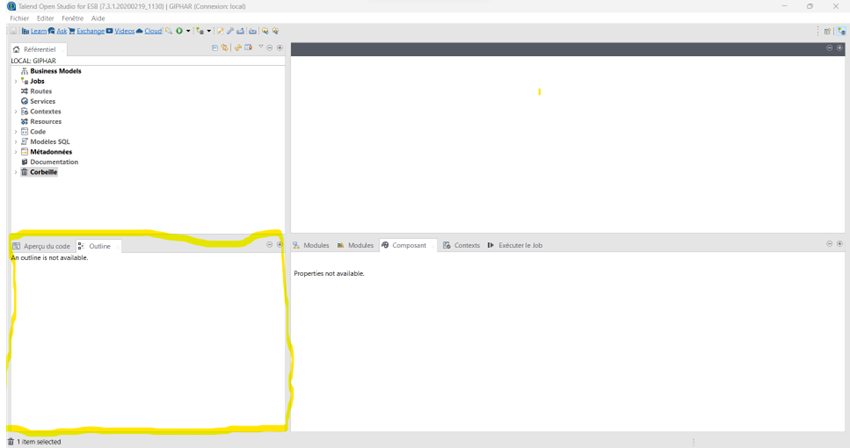 Talend Open Studio for ESB (7.3.1.20200219_1130) | GIPHAR (Connexion: local)
Fichier Editer Fenêtre Aide
Learn Ask Exchange Videos Cloud
Référentiel
LOCAL: GIPHAR
Business Models
Jobs
Routes
Services
Contextes
Resources
Code
Modèles SQL
Métadonnées
Documentation
Corbeille
Aperçu du code Outline
An outline is not available.
Modules Modules Composant Contexts Exécuter le Job
Properties not available.
1 item selected